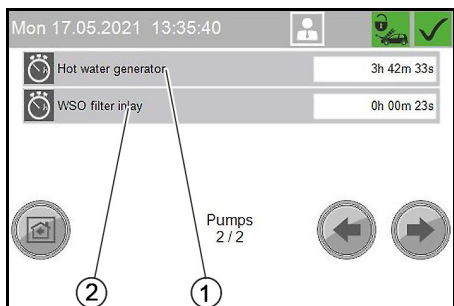 Mon 17.05.2021 13:35:40
Hot water generator 3h 42m 33s
WSO filter inlay 0h 00m 23s
Pumps
2 / 2
2 1